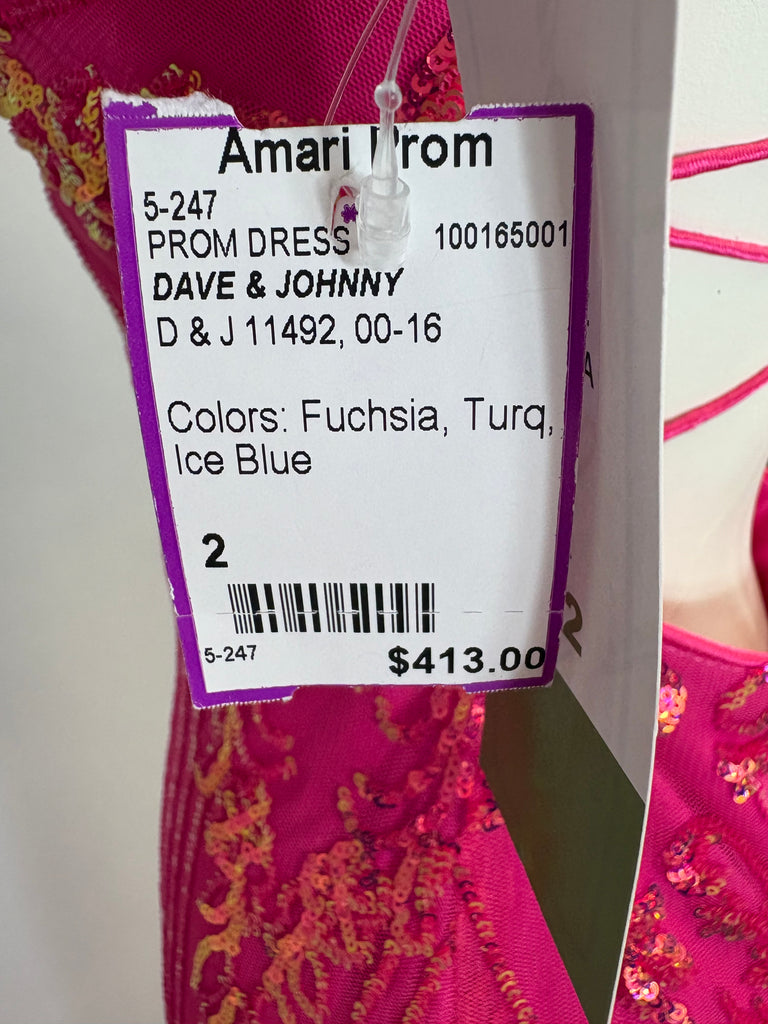 Amari Prom
5-247
PROM DRESS 100165001
DAVE & JOHNNY
D & J 11492, 00-16
Colors: Fuchsia, Turq,
Ice Blue
2
5-247
$413.00
A
2